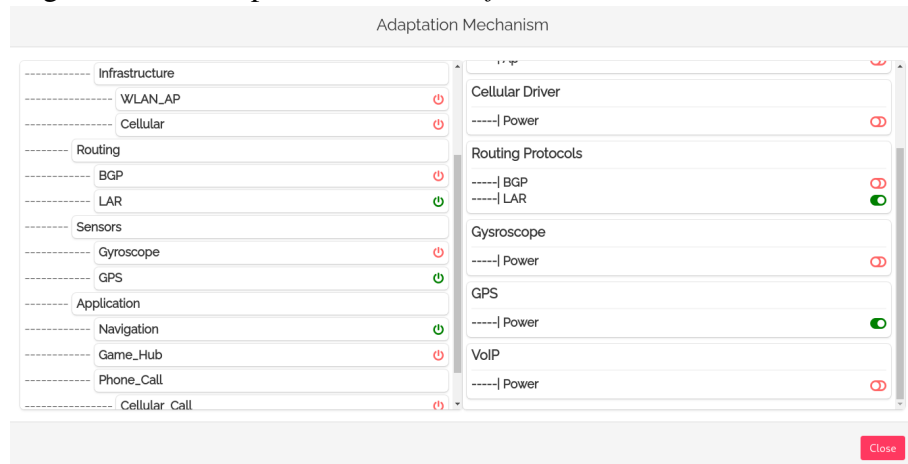 Adaptation Mechanism
------------ Infrastructure
---------------- WLAN_AP
---------------- Cellular
-------- Routing
------------ BGP
------------ LAR
-------- Sensors
------------ Gyroscope
------------ GPS
-------- Application
------------ Navigation
------------ Game_Hub
------------ Phone_Call
---------------- Cellular_Call
Cellular Driver
-----| Power
Routing Protocols
-----| BGP
-----| LAR
Gysroscope
-----| Power
GPS
-----| Power
VoIP
-----| Power
Close